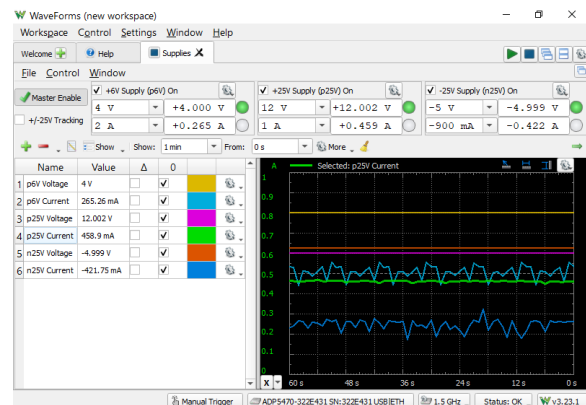 WaveForms (new workspace)
Workspace Control Settings Window Help
Welcome Help Supplies
File Control Window
Master Enable
+/-25V Tracking
+6V Supply (p6V) On
4 V +4.000 V
2 A +0.265 A
+25V Supply (p25V) On
12 V +12.002 V
1 A +0.459 A
-25V Supply (n25V) On
-5 V -4.999 V
-900 mA -0.422 A
Show Show: 1 min From: 0 s More
Name Value Δ 0
1 p6V Voltage 4 V
2 p6V Current 265.26 mA
3 p25V Voltage 12.002 V
4 p25V Current 458.9 mA
5 n25V Voltage -4.999 V
6 n25V Current -421.75 mA
A Selected: p25V Current
1
0.9
0.8
0.7
0.6
0.5
0.4
0.3
0.2
0.1
0
X 60 s 48 s 36 s 24 s 12 s 0 s
Manual Trigger ADP5470-322E431 SN:322E431 USB|ETH 1.5 GHz Status: OK v3.23.1